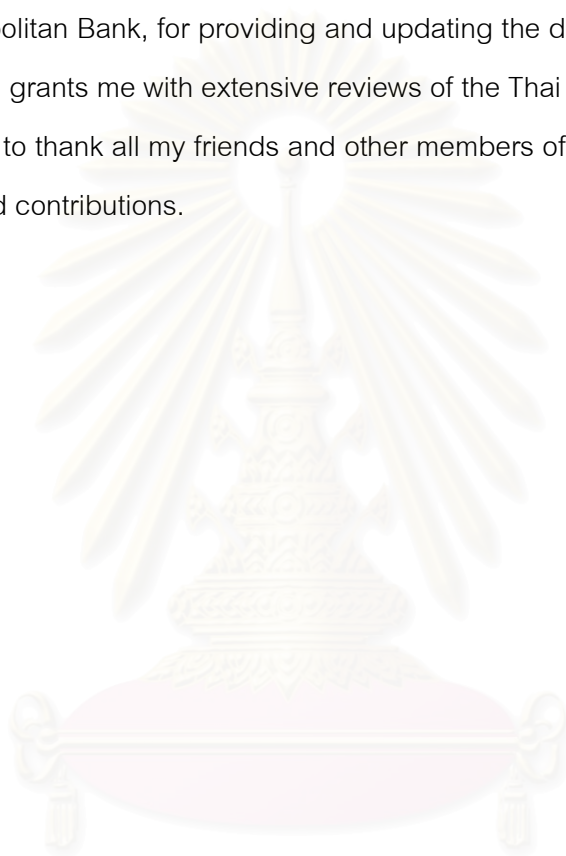 politan Bank, for providing and updating the d
grants me with extensive reviews of the Thai
to thank all my friends and other members of
d contributions.